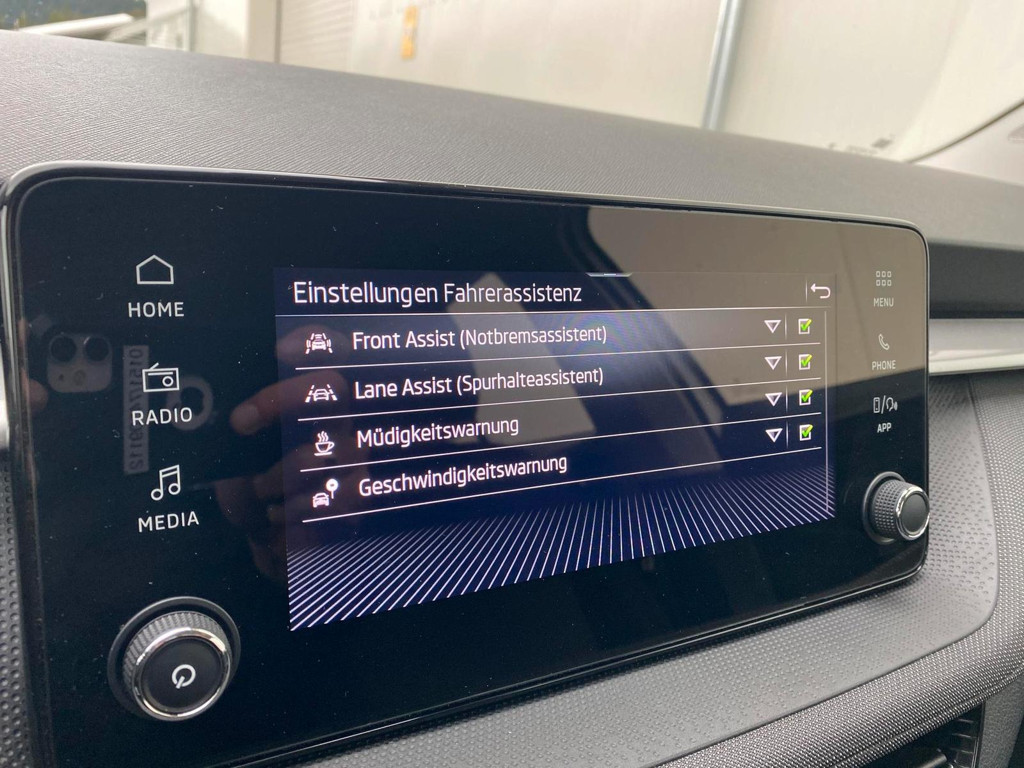 HOME
RADIO
MEDIA
Einstellungen Fahrerassistenz
Front Assist (Notbremsassistent)
Lane Assist (Spurhalteassistent)
Müdigkeitswarnung
Geschwindigkeitswarnung
MENU
PHONE
APP